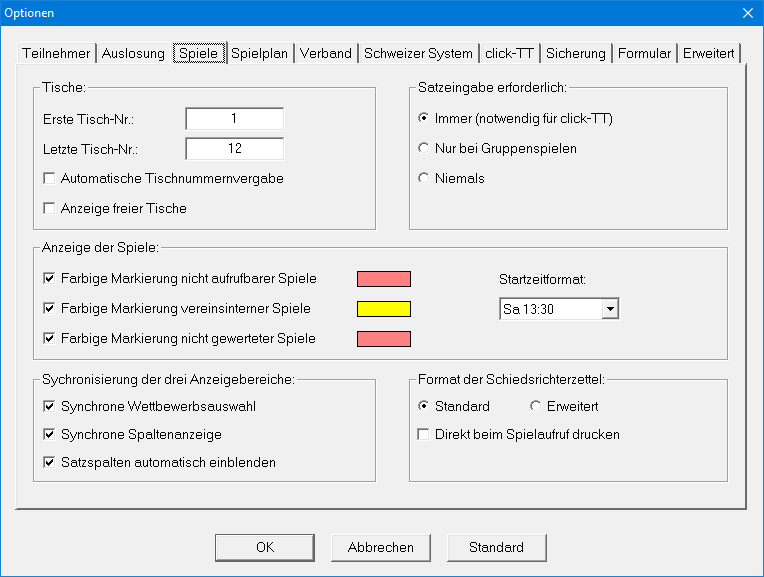 Optionen
Teilnehmer Auslosung Spiele Spielplan Verband Schweizer System click-TT Sicherung Formular Erweitert
Tische:
Erste Tisch-Nr.: 1
Letzte Tisch-Nr.: 12
Automatische Tischnummernvergabe
Anzeige freier Tische
Satzeingabe erforderlich:
Immer (notwendig für click-TT)
Nur bei Gruppenspielen
Niemals
Anzeige der Spiele:
Farbige Markierung nicht aufrufbarer Spiele
Farbige Markierung vereinsinterner Spiele
Farbige Markierung nicht gewerteter Spiele
Startzeitformat:
Sa 13:30
Sychronisierung der drei Anzeigebereiche:
Synchrone Wettbewerbsauswahl
Synchrone Spaltenanzeige
Satzspalten automatisch einblenden
Format der Schiedsrichterzettel:
Standard Erweitert
Direkt beim Spielaufruf drucken
OK Abbrechen Standard